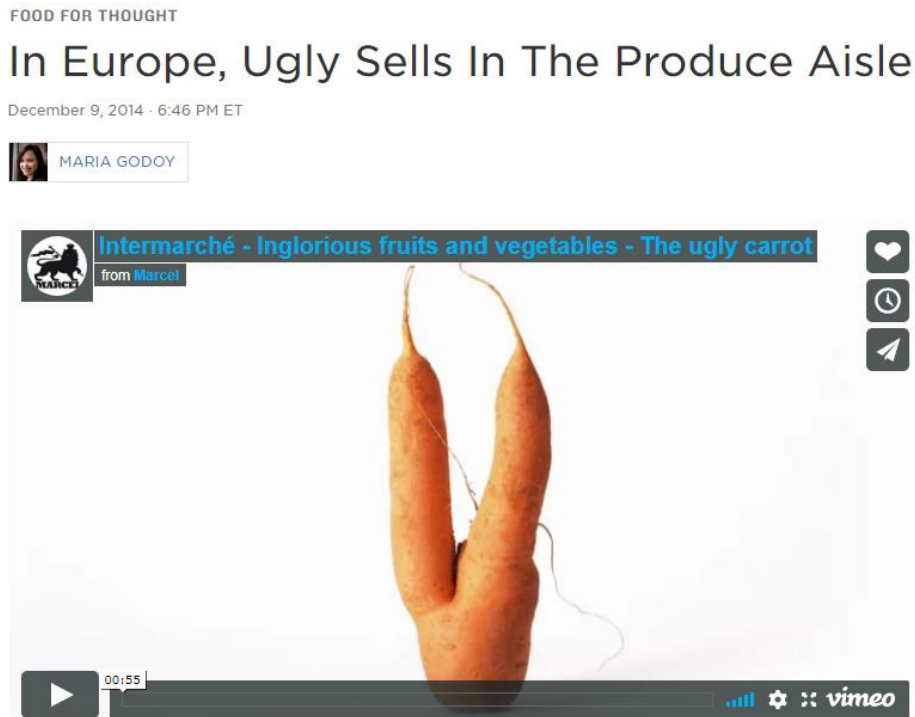 FOOD FOR THOUGHT
In Europe, Ugly Sells In The Produce Aisle
December 9, 2014 · 6:46 PM ET
MARIA GODOY
Intermarché - Inglorious fruits and vegetables - The ugly carrot
from Marcel
MARCEL
00:55
vimeo